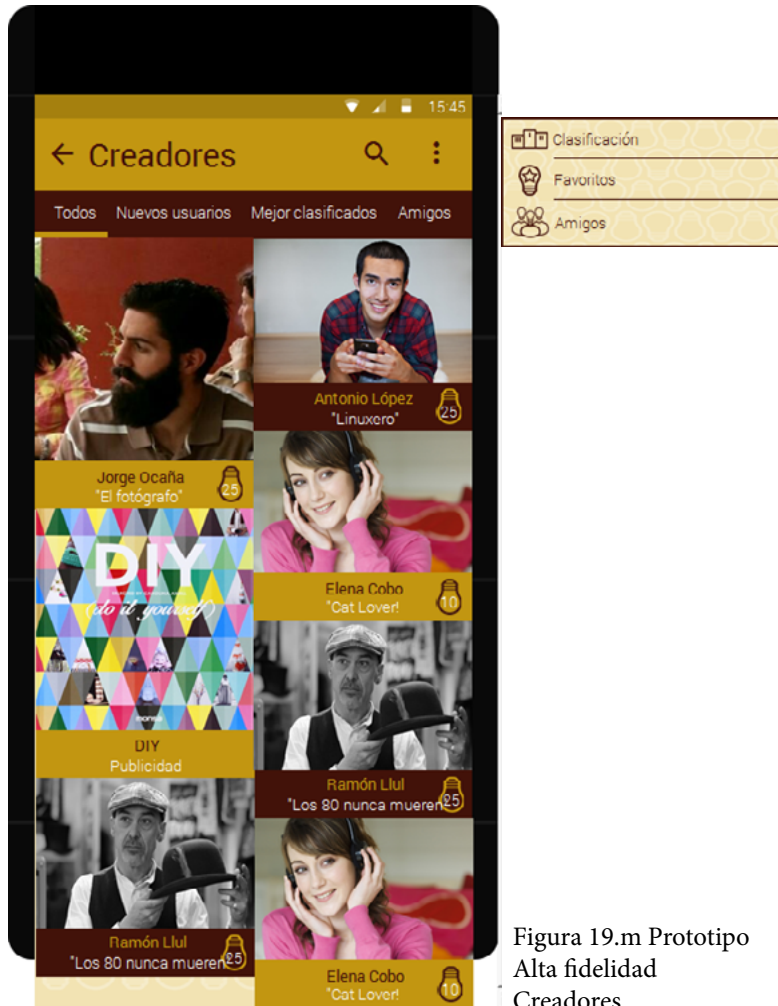 15:45
Creadores
Todos Nuevos usuarios Mejor clasificados Amigos
Antonio López
"Linuxero"
25
Jorge Ocaña
"El fotógrafo"
25
DIY
(do it yourself)
monsa
DIY
Publicidad
Elena Cobo
"Cat Lover!
10
Ramón Llul
"Los 80 nunca mueren"
25
Ramón Llul
"Los 80 nunca mueren"
25
Elena Cobo
"Cat Lover!
10
Clasificación
Favoritos
Amigos
Figura 19.m Prototipo
Alta fidelidad
Creadores